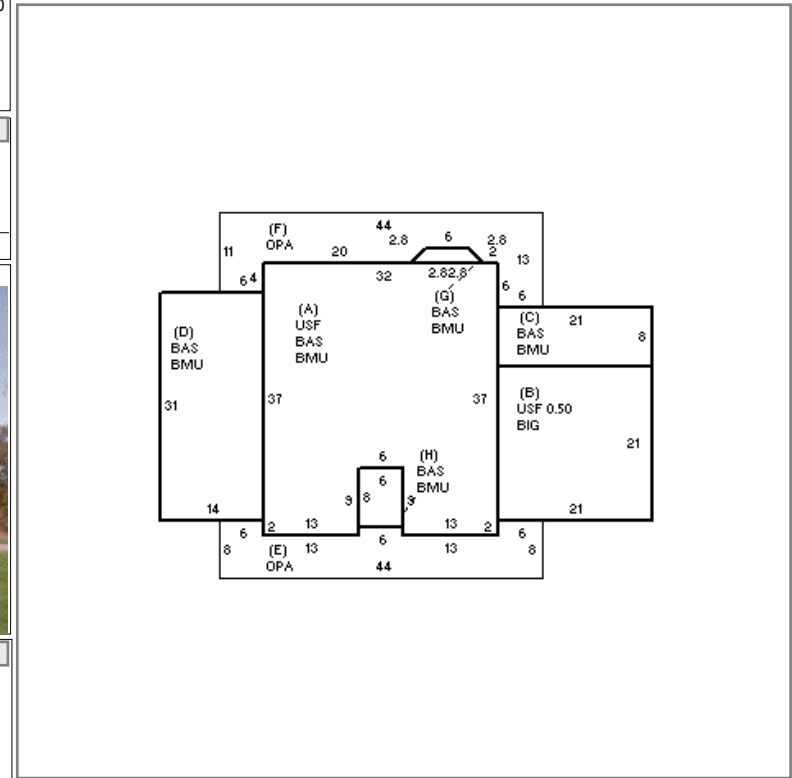 0
44
(F)
OPA
2.8
6
2.8
11
20
2
13
6 4
32
2.8 2.8
6
6
(G)
BAS
BMU
(A)
USF
BAS
BMU
(C)
BAS
BMU
21
8
(D)
BAS
BMU
31
37
37
(B)
USF 0.50
BIG
21
6
6
(H)
BAS
BMU
9
8
9
14
2
13
13
2
21
6
8
(E)
OPA
13
6
13
6
8
44